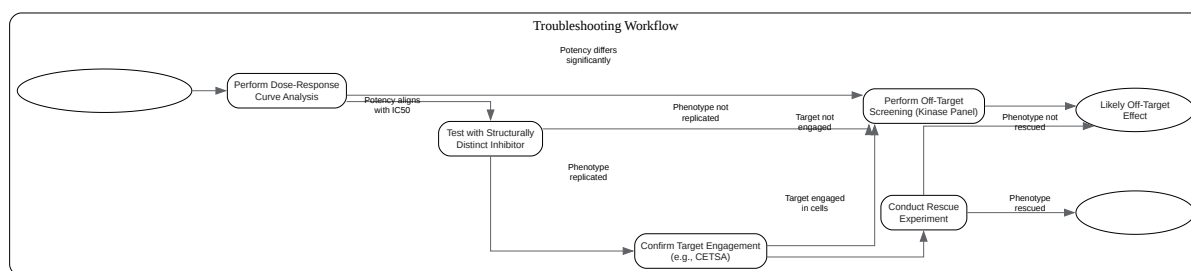 Troubleshooting Workflow
Potency differs
significantly
Perform Dose-Response
Curve Analysis
Potency aligns
with IC50
Perform Off-Target
Screening (Kinase Panel)
Likely Off-Target
Effect
Phenotype not
replicated
Target not
engaged
Phenotype not
rescued
Test with Structurally
Distinct Inhibitor
Phenotype
replicated
Target engaged
in cells
Conduct Rescue
Experiment
Phenotype
rescued
Confirm Target Engagement
(e.g., CETSA)